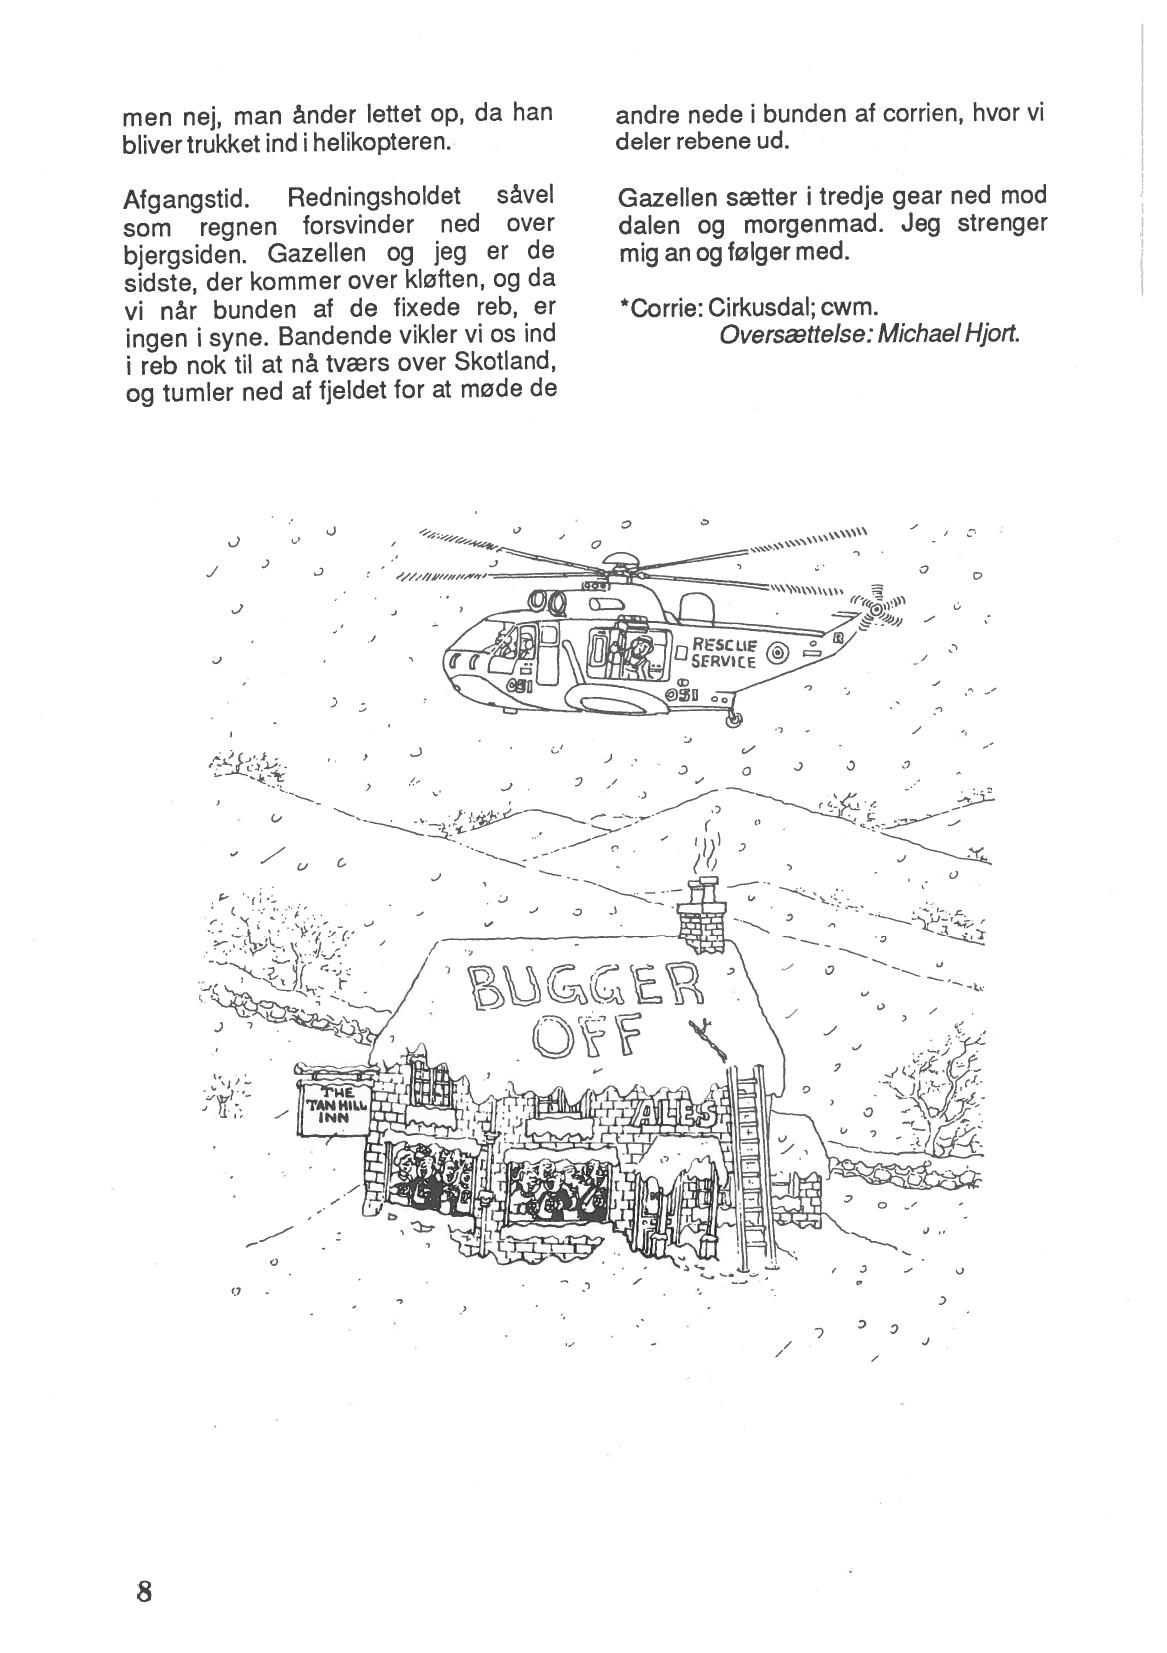 men nej, man ånder lettet op, da han
bliver trukket ind i helikopteren.
Afgangstid. Redningsholdet såvel
som regnen forsvinder ned over
bjergsiden. Gazellen og jeg er de
sidste, der kommer over kløften, og da
vi når bunden af de fixede reb, er
ingen i syne. Bandende vikler vi os ind
i reb nok til at nå tværs over Skotland,
og tumler ned af fjeldet for at møde de
andre nede i bunden af corrien, hvor vi
deler rebene ud.
Gazellen sætter i tredje gear ned mod
dalen og morgenmad. Jeg strenger
mig an og følger med.
*Corrie: Cirkusdal; cwm.
Oversættelse: Michael Hjort.
RESCUE
SERVICE
R
051
051
BUGGER
OFF
THE
TAN HILL
INN
ALES
8